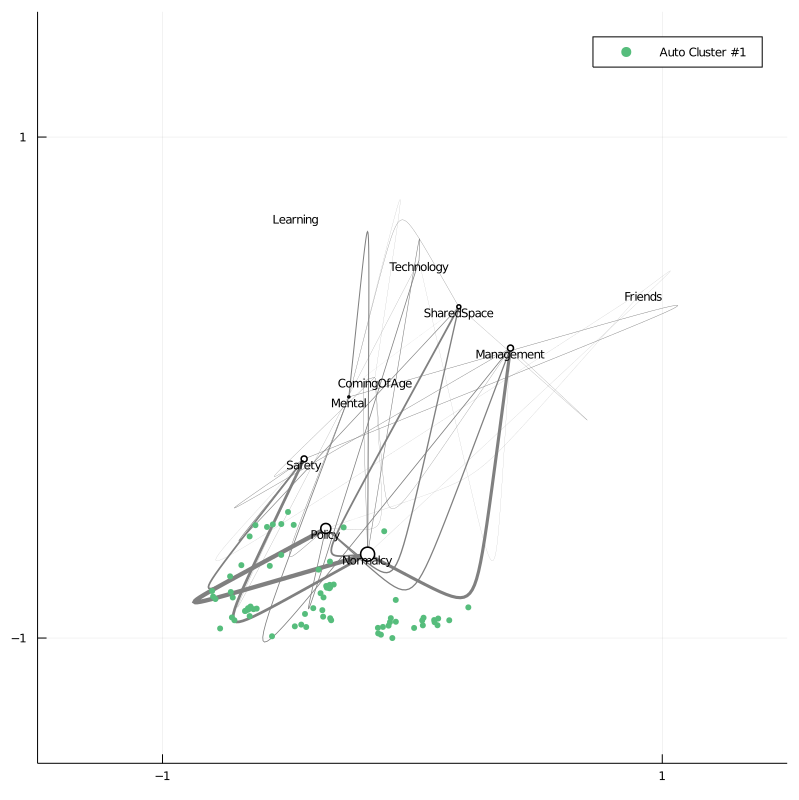 Auto Cluster #1
1
Learning
Technology
Friends
SharedSpace
Management
ComingOfAge
Mental
Safety
Policy
Normalcy
−1
−1
1